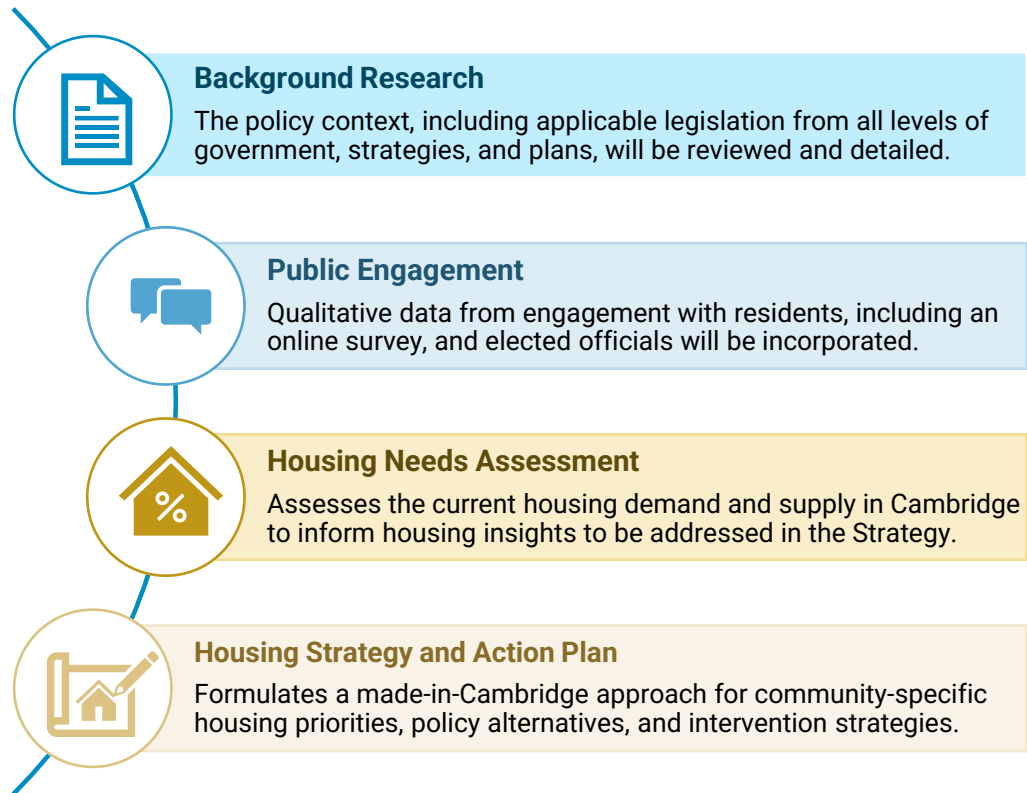 Background Research
The policy context, including applicable legislation from all levels of
government, strategies, and plans, will be reviewed and detailed.
Public Engagement
Qualitative data from engagement with residents, including an
online survey, and elected officials will be incorporated.
%
Housing Needs Assessment
Assesses the current housing demand and supply in Cambridge
to inform housing insights to be addressed in the Strategy.
Housing Strategy and Action Plan
Formulates a made-in-Cambridge approach for community-specific
housing priorities, policy alternatives, and intervention strategies.